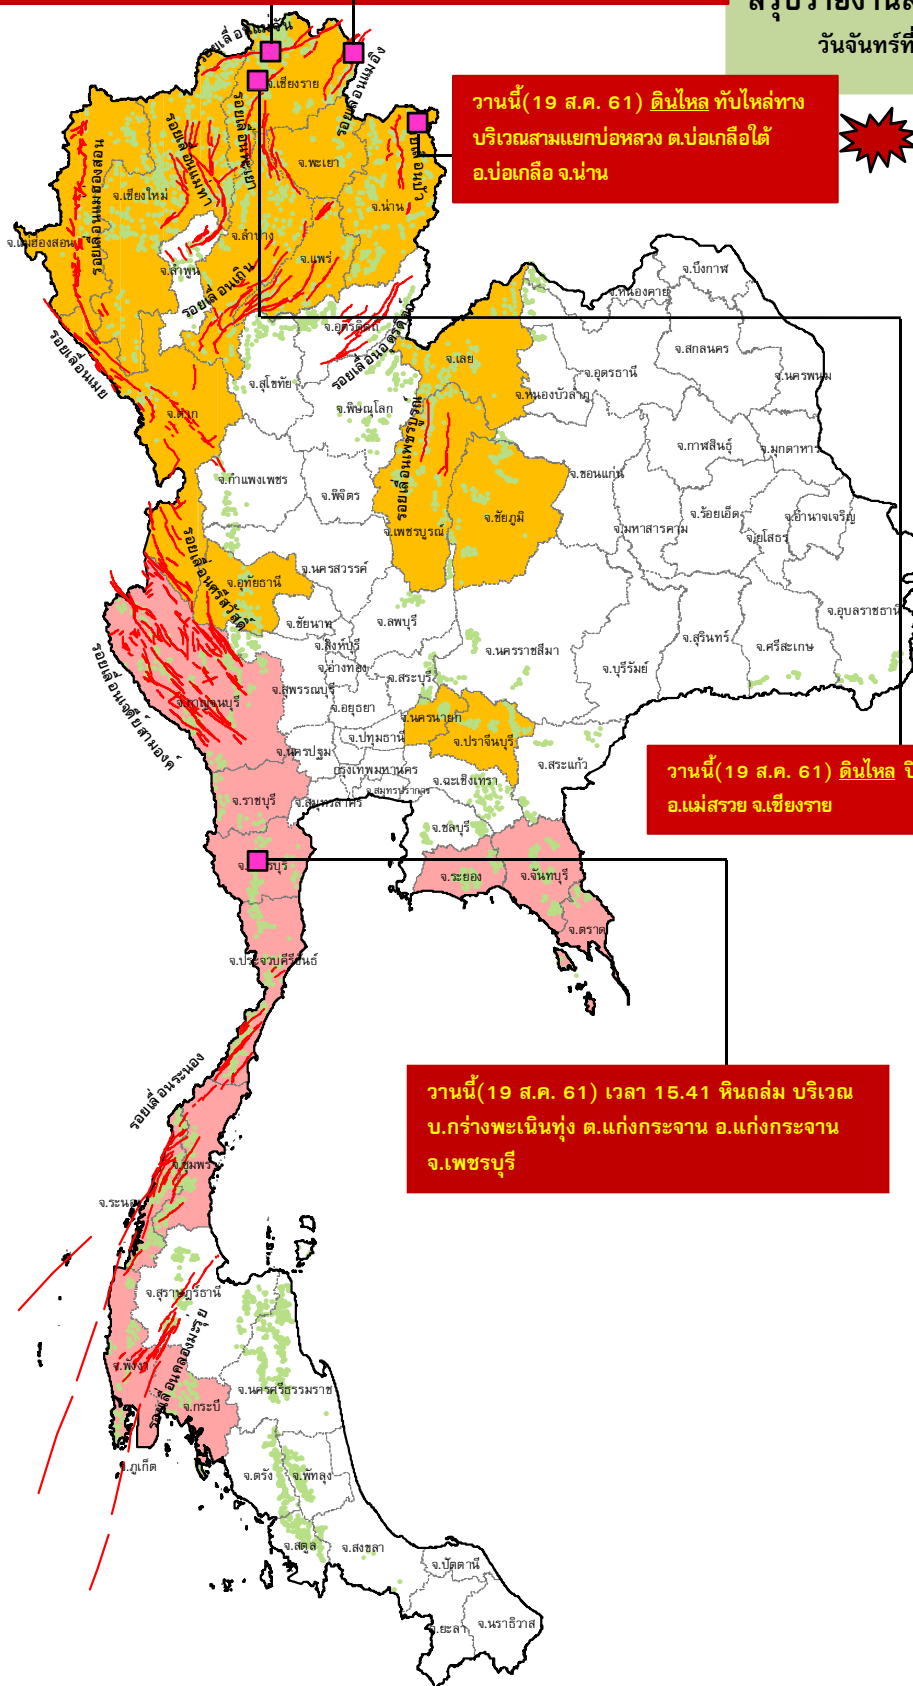 วันจันทร์ที่
วานนี้(19 ส.ค. 61) ดินไหล ทับไหล่ทาง
บริเวณสามแยกบ่อหลวง ต.บ่อเกลือใต้
อ.บ่อเกลือ จ.น่าน
รอยเลื่อนแม่จัน
รอยเลื่อนแม่อิง
จ.เชียงราย
รอยเลื่อนพะเยา
รอยเลื่อนปัว
รอยเลื่อนแม่ทา
รอยเลื่อนแม่ฮ่องสอน
จ.พะเยา
จ.เชียงใหม่
จ.น่าน
จ.แม่ฮ่องสอน
จ.ลำปาง
จ.แพร่
จ.ลำพูน
รอยเลื่อนเถิน
จ.บึงกาฬ
จ.หนองคาย
จ.อุตรดิตถ์
รอยเลื่อนอุตรดิตถ์
รอยเลื่อนเมย
จ.เลย
จ.สกลนคร
จ.อุดรธานี
จ.นครพนม
จ.สุโขทัย
จ.หนองบัวลำภู
จ.ตาก
จ.พิษณุโลก
รอยเลื่อนเพชรบูรณ์
จ.กาฬสินธุ์
จ.มุกดาหาร
จ.ขอนแก่น
จ.กำแพงเพชร
จ.พิจิตร
จ.ชัยภูมิ
จ.ร้อยเอ็ด
จ.อำนาจเจริญ
จ.เพชรบูรณ์
จ.มหาสารคาม
จ.ยโสธร
รอยเลื่อนศรีสวัสดิ์
จ.นครสวรรค์
จ.อุทัยธานี
จ.อุบลราชธานี
จ.ชัยนาท
จ.ลพบุรี
จ.สิงห์บุรี
จ.นครราชสีมา
จ.สุรินทร์
จ.ศรีสะเกษ
จ.อ่างทอง
จ.สระบุรี
จ.บุรีรัมย์
รอยเลื่อนเจดีย์สามองค์
จ.กาญจนบุรี
จ.สุพรรณบุรี
จ.อยุธยา
จ.นครนายก
จ.ปทุมธานี
จ.ปราจีนบุรี
จ.นครปฐม
กรุงเทพมหานคร
จ.ฉะเชิงเทรา
จ.สระแก้ว
จ.สมุทรปราการ
จ.ราชบุรี
จ.สมุทรสาคร
วานนี้(19 ส.ค. 61) ดินไหล
อ.แม่สรวย จ.เชียงราย
จ.ชลบุรี
จ.ระยอง
จ.จันทบุรี
จ.ตราด
จ.ประจวบคีรีขันธ์
รอยเลื่อนระนอง
วานนี้(19 ส.ค. 61) เวลา 15.41 หินถล่ม บริเวณ
บ.กร่างพะเนินทุ่ง ต.แก่งกระจาน อ.แก่งกระจาน
จ.เพชรบุรี
จ.ชุมพร
จ.ระนอง
จ.สุราษฎร์ธานี
รอยเลื่อนคลองมะรุ่ย
จ.พังงา
จ.นครศรีธรรมราช
จ.กระบี่
จ.ภูเก็ต
จ.ตรัง
จ.พัทลุง
จ.สตูล
จ.สงขลา
จ.ปัตตานี
จ.ยะลา
จ.นราธิวาส